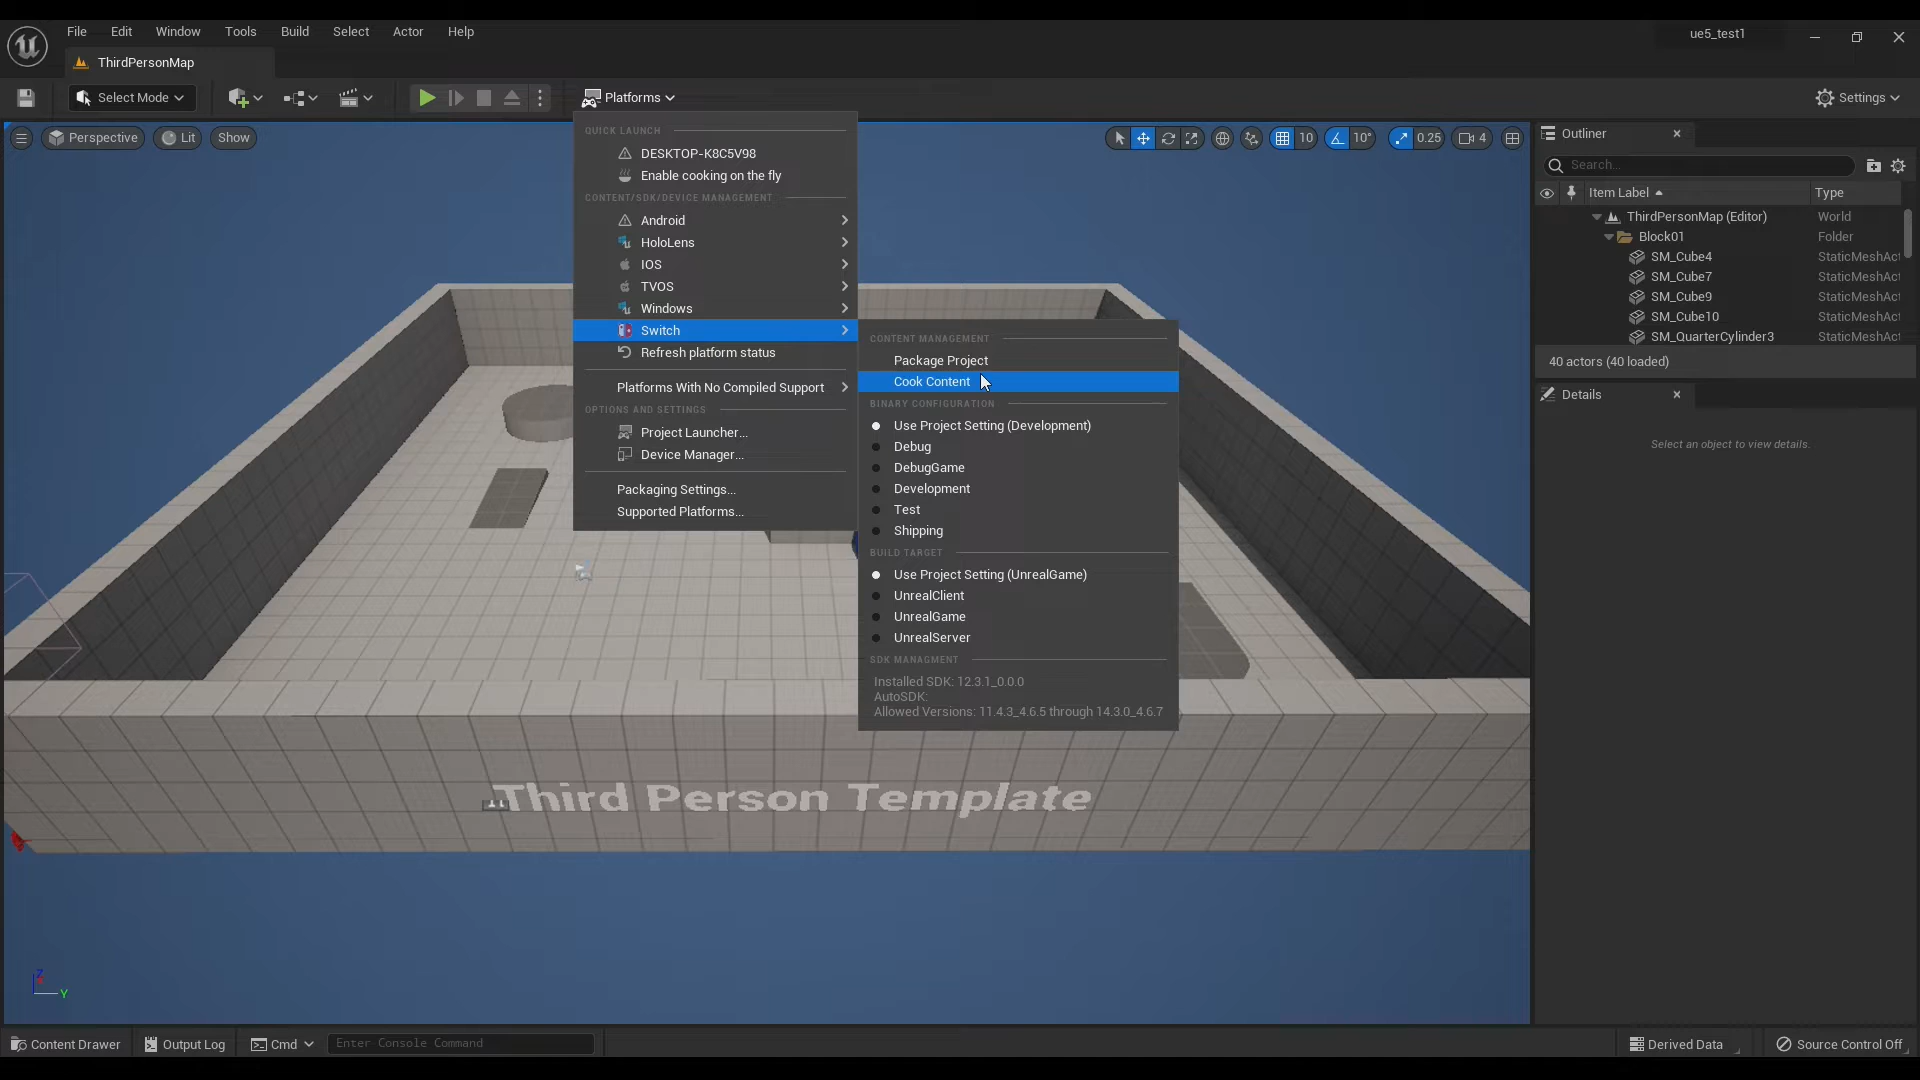 File Edit Window Tools Build Select Actor Help
ue5_test1
ThirdPersonMap
Select Mode
Platforms
Settings
Perspective
Lit
Show
10
10°
0.25
4
QUICK LAUNCH
DESKTOP-K8C5V98
Enable cooking on the fly
CONTENT/SDK/DEVICE MANAGEMENT
Android
HoloLens
IOS
TVOS
Windows
Switch
Refresh platform status
Platforms With No Compiled Support
OPTIONS AND SETTINGS
Project Launcher...
Device Manager...
Packaging Settings...
Supported Platforms...
CONTENT MANAGEMENT
Package Project
Cook Content
BINARY CONFIGURATION
Use Project Setting (Development)
Debug
DebugGame
Development
Test
Shipping
BUILD TARGET
Use Project Setting (UnrealGame)
UnrealClient
UnrealGame
UnrealServer
SDK MANAGMENT
Installed SDK: 12.3.1_0.0.0
AutoSDK:
Allowed Versions: 11.4.3_4.6.5 through 14.3.0_4.6.7
Outliner
Search...
Item Label Type
ThirdPersonMap (Editor) World
Block01 Folder
SM_Cube4 StaticMeshAct
SM_Cube7 StaticMeshAct
SM_Cube9 StaticMeshAct
SM_Cube10 StaticMeshAct
SM_QuarterCylinder3 StaticMeshAct
40 actors (40 loaded)
Details
Select an object to view details.
Third Person Template
Z
Y
Content Drawer
Output Log
Cmd
Enter Console Command
Derived Data
Source Control Off